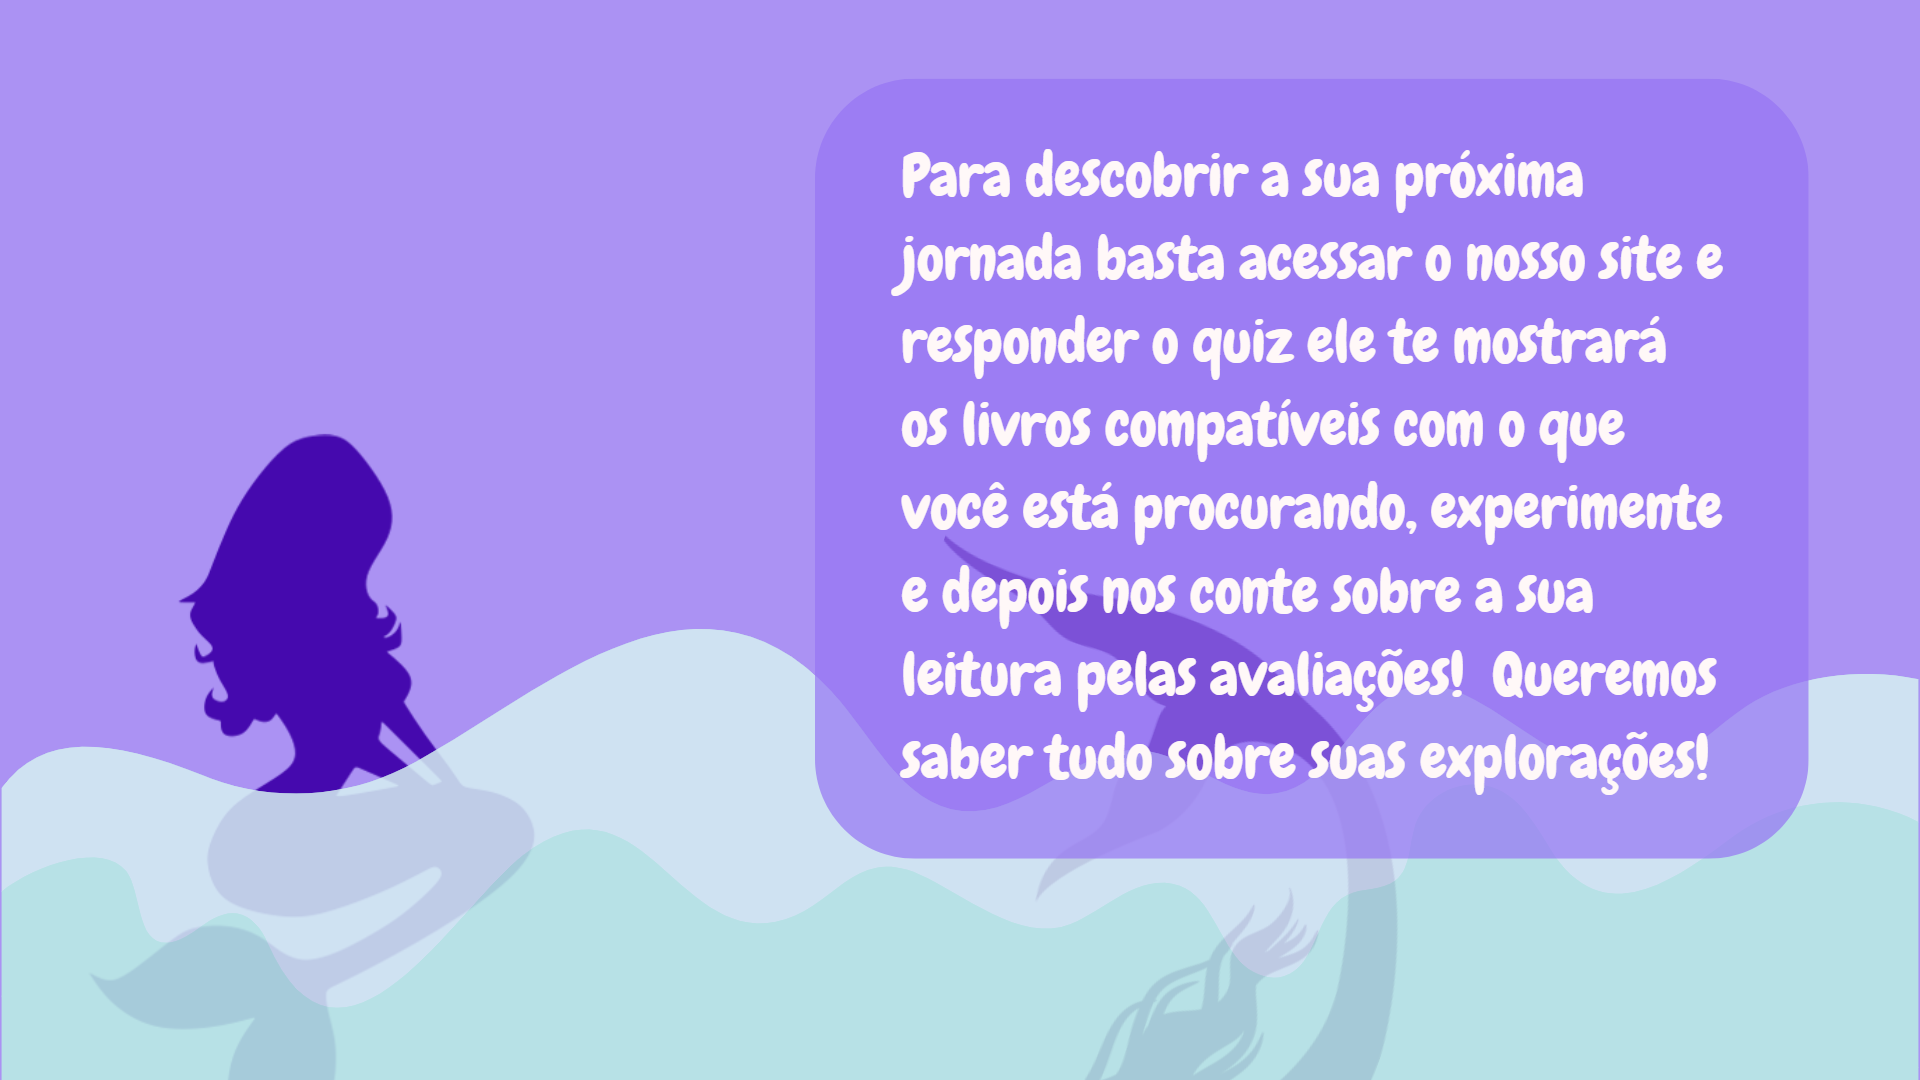 Para descobrir a sua próxima
jornada basta acessar o nosso site e
responder o quiz ele te mostrará
os livros compatíveis com o que
você está procurando, experimente
e depois nos conte sobre a sua
leitura pelas avaliações!  Queremos
saber tudo sobre suas explorações!